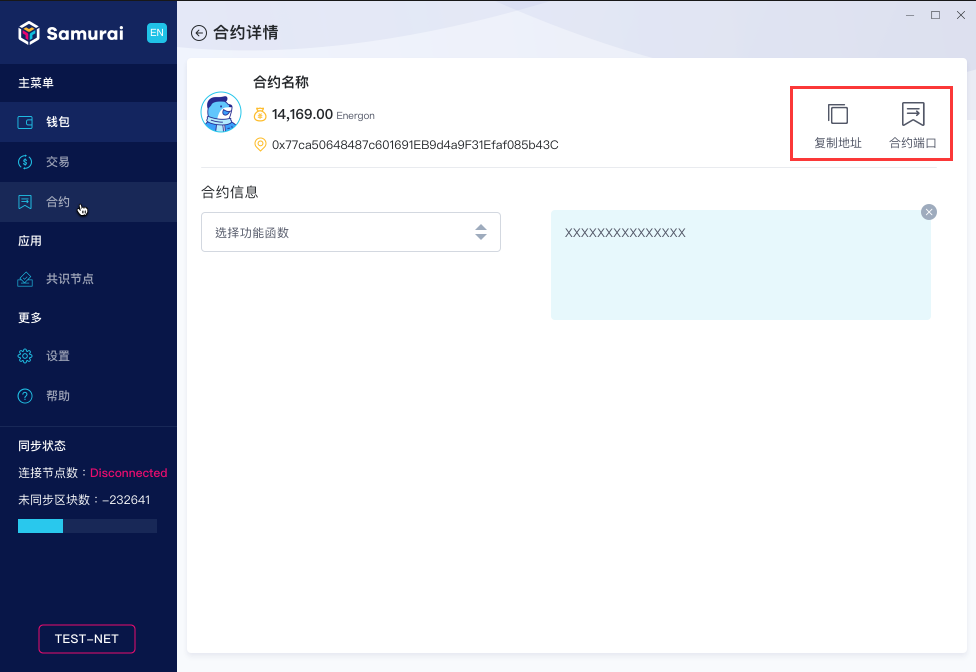 Samurai
EN
主菜单
钱包
交易
合约
应用
共识节点
更多
设置
帮助
同步状态
连接节点数：Disconnected
未同步区块数：-232641
TEST-NET
合约详情
合约名称
14,169.00 Energon
0x77ca50648487c601691EB9d4a9F31Efaf085b43C
复制地址
合约端口
合约信息
选择功能函数
XXXXXXXXXXXXXXX